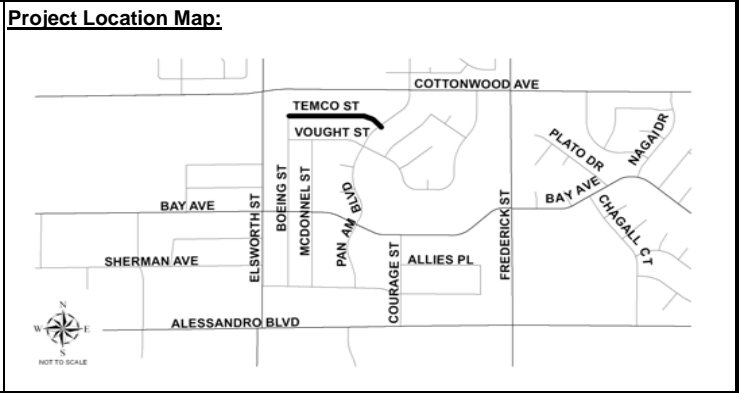 Project Location Map:
COTTONWOOD AVE
TEMCO ST
VOUGHT ST
PLATO DR
NAGAI DR
BAY AVE
BAY AVE
ELSWORTH ST
BOEING ST
MCDONNEL ST
PAN AM BLVD
FREDERICK ST
CHAGALL CT
SHERMAN AVE
COURAGE ST
ALLIES PL
ALESSANDRO BLVD
N
W
E
S
NOT TO SCALE